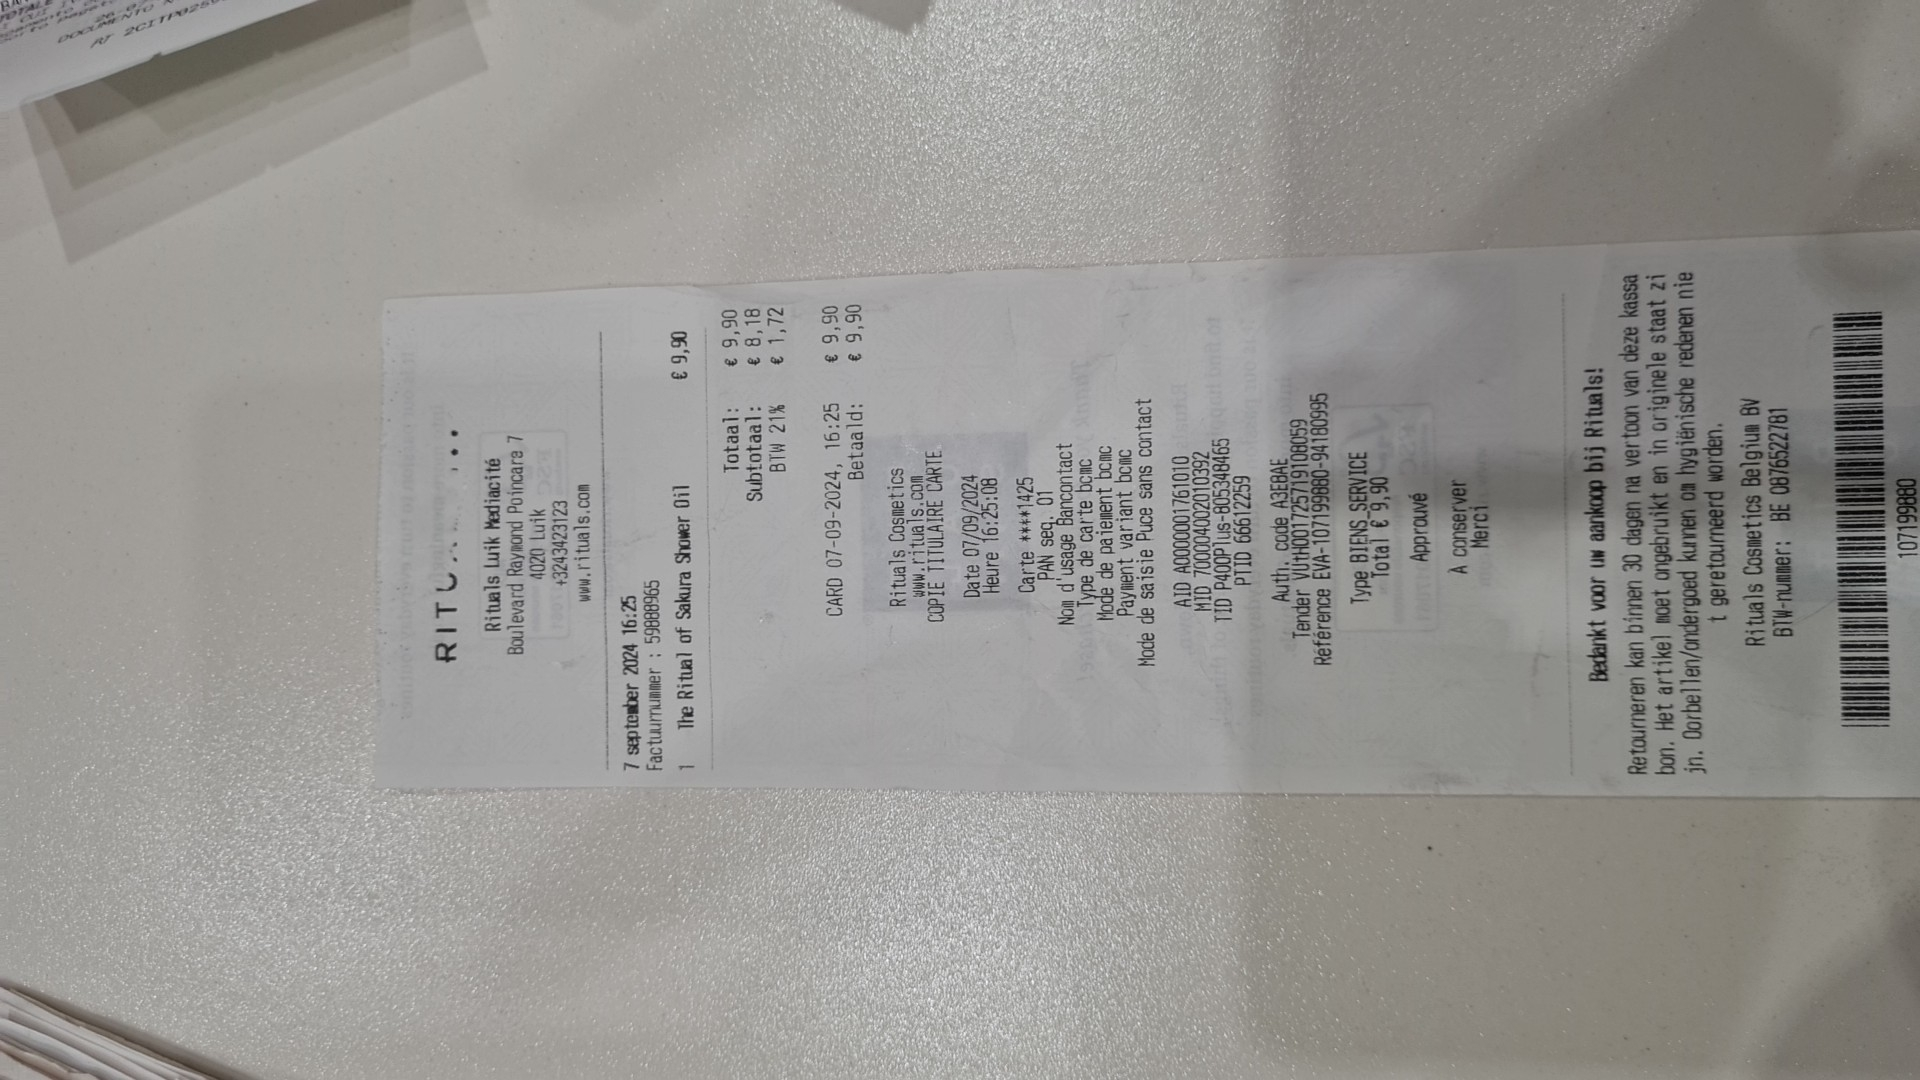 TOTALE
DOCUMENTO N
RT 2CITP0259
RITU
Rituals Luik Mediacité
Boulevard Raymond Poincare 7
4020 Luik
+3243423123
www.rituals.com
7 september 2024 16:25
Factuurnummer : 59888965
1 The Ritual of Sakura Shower Oil € 9,90
Totaal: € 9,90
Subtotaal: € 8,18
BTW 21% € 1,72
CARD 07-09-2024, 16:25 € 9,90
Betaald: € 9,90
Rituals Cosmetics
www.rituals.com
COPIE TITULAIRE CARTE
Date 07/09/2024
Heure 16:25:08
Carte ***1425
PAN seq. 01
Nom d'usage Bancontact
Type de carte bcmc
Mode de paiement bcmc
Payment variant bcmc
Mode de saisie Puce sans contact
AID A0000001761010
MID 700004002010392
TID P400Plus-805348465
PTID 66612259
Auth. code A3E8AE
Tender VUTH001725719108059
Référence EVA-107199880-94180995
Type BIENS_SERVICE
Total € 9,90
Approuvé
À conserver
Merci
Bedankt voor uw aankoop bij Rituals!
Retourneren kan binnen 30 dagen na vertoon van deze kassa
bon. Het artikel moet ongebruikt en in originele staat zi
jn. Oorbellen/ondergoed kunnen om hygiënische redenen nie
t geretourneerd worden.
Rituals Cosmetics Belgium BV
BTW-nummer: BE 0876522781
107199880